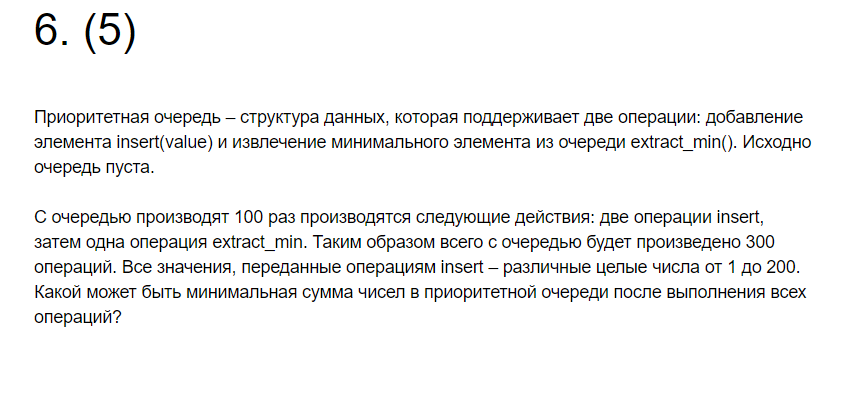 6. (5)
Приоритетная очередь – структура данных, которая поддерживает две операции: добавление
элемента insert(value) и извлечение минимального элемента из очереди extract_min(). Исходно
очередь пуста.
С очередью производят 100 раз производятся следующие действия: две операции insert,
затем одна операция extract_min. Таким образом всего с очередью будет произведено 300
операций. Все значения, переданные операциям insert – различные целые числа от 1 до 200.
Какой может быть минимальная сумма чисел в приоритетной очереди после выполнения всех
операций?